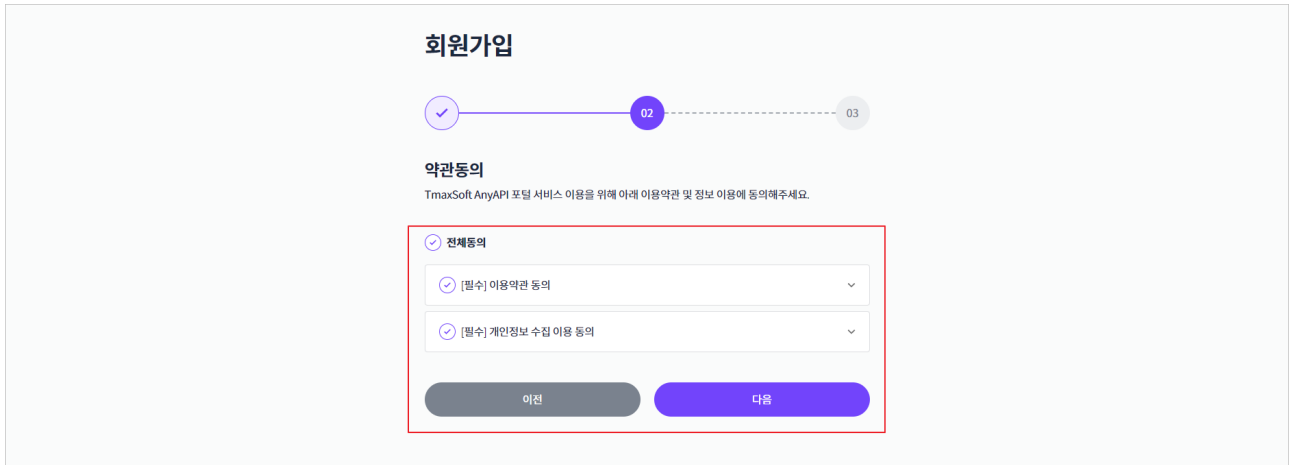 회원가입
02
03
약관동의
TmaxSoft AnyAPI 포털 서비스 이용을 위해 아래 이용약관 및 정보 이용에 동의해주세요.
전체동의
[필수] 이용약관 동의
[필수] 개인정보 수집 이용 동의
이전
다음